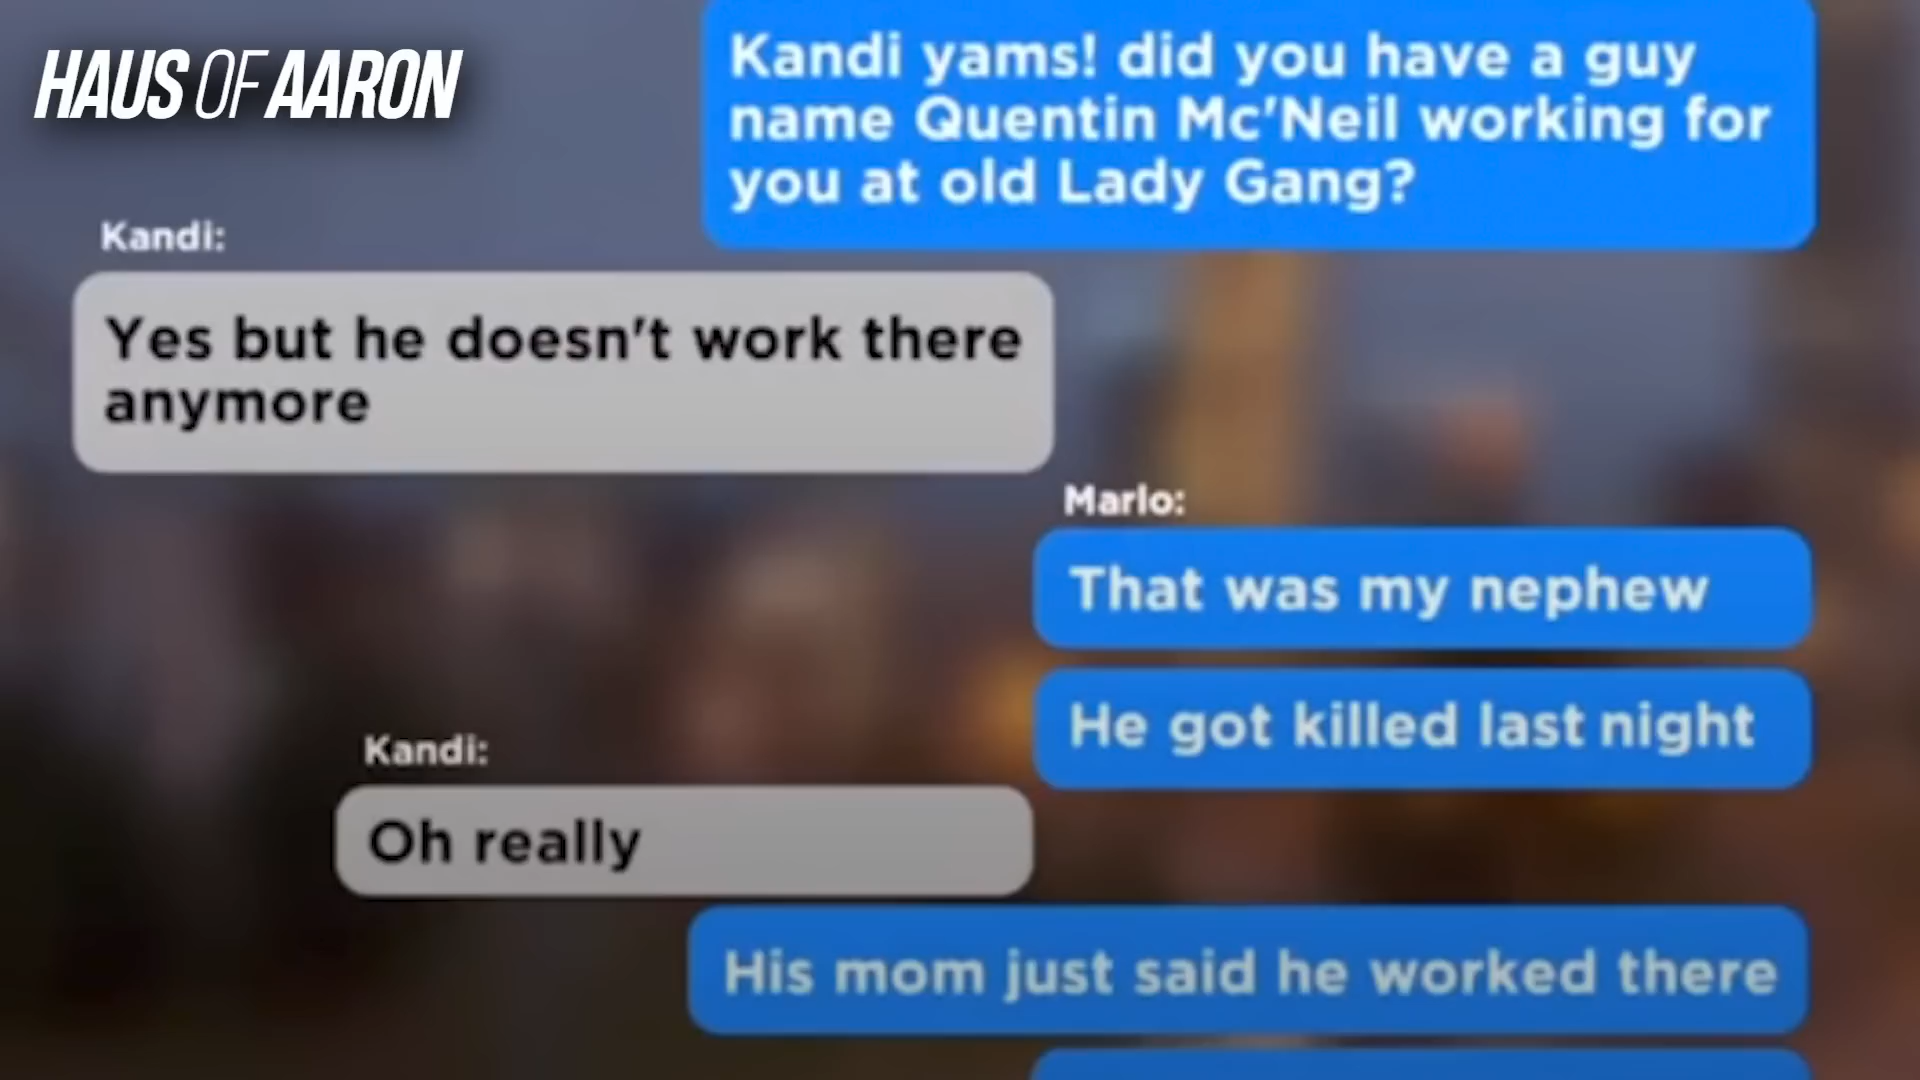 HAUS OF AARON
Kandi yams! did you have a guy
name Quentin Mc'Neil working for
you at old Lady Gang?
Kandi:
Yes but he doesn't work there
anymore
Marlo:
That was my nephew
He got killed last night
Kandi:
Oh really
His mom just said he worked there